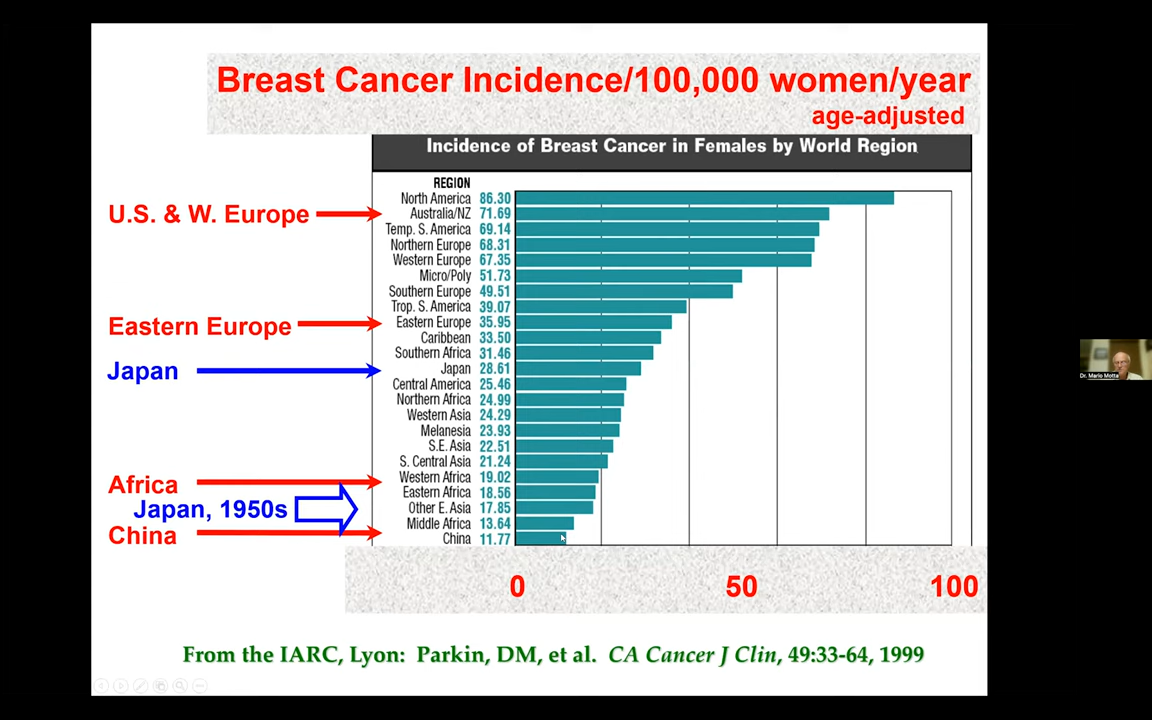 Breast Cancer Incidence/100,000 women/year
age-adjusted
Incidence of Breast Cancer in Females by World Region
REGION
North America 86.30
Australia/NZ 71.69
Temp. S. America 69.14
Northern Europe 68.31
Western Europe 67.35
Micro/Poly 51.73
Southern Europe 49.51
Trop. S. America 39.07
Eastern Europe 35.95
Caribbean 33.50
Southern Africa 31.46
Japan 28.61
Central America 25.46
Northern Africa 24.99
Western Asia 24.29
Melanesia 23.93
S.E. Asia 22.51
S. Central Asia 21.24
Western Africa 19.02
Eastern Africa 18.56
Other E. Asia 17.85
Middle Africa 13.64
China 11.77
U.S. & W. Europe
Eastern Europe
Japan
Africa
Japan, 1950s
China
0 50 100
From the IARC, Lyon: Parkin, DM, et al. CA Cancer J Clin, 49:33-64, 1999
Dr. Mario Motta